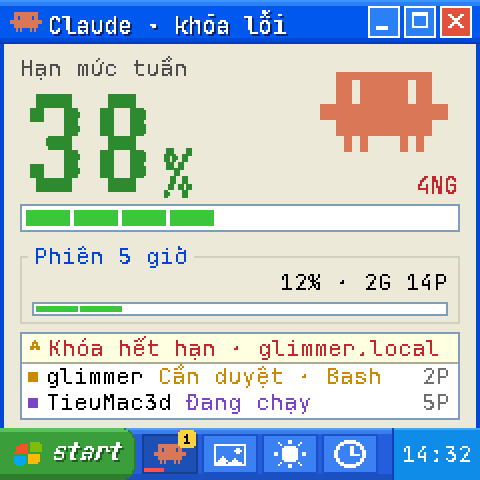 Claude · khóa lỗi
Hạn mức tuần
38%
4NG
Phiên 5 giờ
12% · 2G 14P
Khóa hết hạn · glimmer.local
glimmer Cần duyệt · Bash 2P
TieuMac3d Đang chạy 5P
start
1
14:32